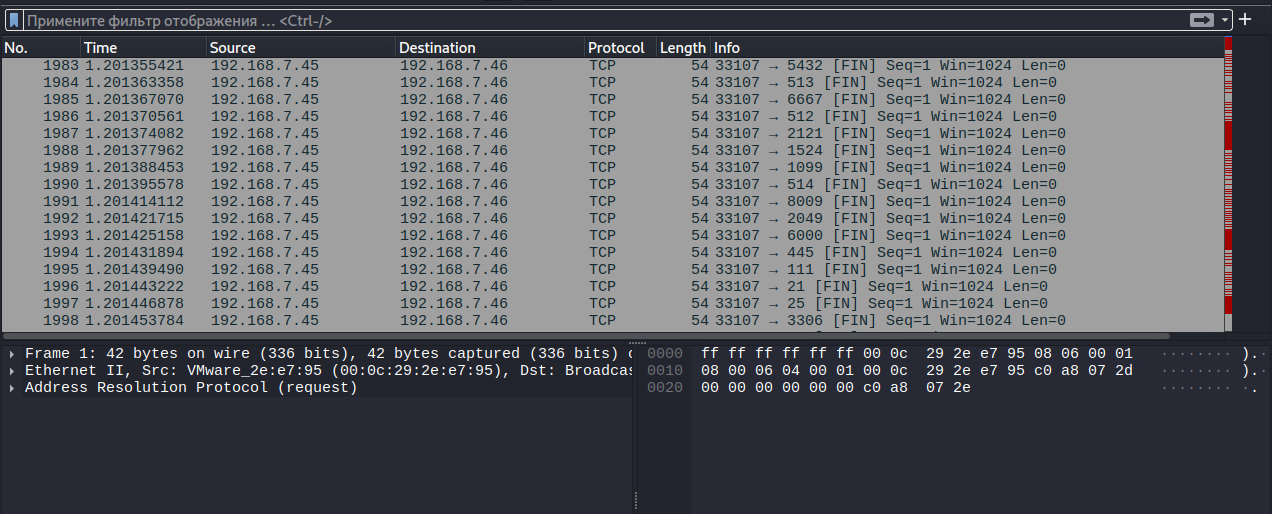 Примените фильтр отображения … <Ctrl-/>
No. Time Source Destination Protocol Length Info
1983 1.201355421 192.168.7.45 192.168.7.46 TCP 54 33107 → 5432 [FIN] Seq=1 Win=1024 Len=0
1984 1.201363358 192.168.7.45 192.168.7.46 TCP 54 33107 → 513 [FIN] Seq=1 Win=1024 Len=0
1985 1.201367070 192.168.7.45 192.168.7.46 TCP 54 33107 → 6667 [FIN] Seq=1 Win=1024 Len=0
1986 1.201370561 192.168.7.45 192.168.7.46 TCP 54 33107 → 512 [FIN] Seq=1 Win=1024 Len=0
1987 1.201374082 192.168.7.45 192.168.7.46 TCP 54 33107 → 2121 [FIN] Seq=1 Win=1024 Len=0
1988 1.201377962 192.168.7.45 192.168.7.46 TCP 54 33107 → 1524 [FIN] Seq=1 Win=1024 Len=0
1989 1.201388453 192.168.7.45 192.168.7.46 TCP 54 33107 → 1099 [FIN] Seq=1 Win=1024 Len=0
1990 1.201395578 192.168.7.45 192.168.7.46 TCP 54 33107 → 514 [FIN] Seq=1 Win=1024 Len=0
1991 1.201414112 192.168.7.45 192.168.7.46 TCP 54 33107 → 8009 [FIN] Seq=1 Win=1024 Len=0
1992 1.201421715 192.168.7.45 192.168.7.46 TCP 54 33107 → 2049 [FIN] Seq=1 Win=1024 Len=0
1993 1.201425158 192.168.7.45 192.168.7.46 TCP 54 33107 → 6000 [FIN] Seq=1 Win=1024 Len=0
1994 1.201431894 192.168.7.45 192.168.7.46 TCP 54 33107 → 445 [FIN] Seq=1 Win=1024 Len=0
1995 1.201439490 192.168.7.45 192.168.7.46 TCP 54 33107 → 111 [FIN] Seq=1 Win=1024 Len=0
1996 1.201443222 192.168.7.45 192.168.7.46 TCP 54 33107 → 21 [FIN] Seq=1 Win=1024 Len=0
1997 1.201446878 192.168.7.45 192.168.7.46 TCP 54 33107 → 25 [FIN] Seq=1 Win=1024 Len=0
1998 1.201453784 192.168.7.45 192.168.7.46 TCP 54 33107 → 3306 [FIN] Seq=1 Win=1024 Len=0
Frame 1: 42 bytes on wire (336 bits), 42 bytes captured (336 bits)
Ethernet II, Src: VMware_2e:e7:95 (00:0c:29:2e:e7:95), Dst: Broadcas
Address Resolution Protocol (request)
0000 ff ff ff ff ff ff 00 0c 29 2e e7 95 08 06 00 01 ········ )·
0010 08 00 06 04 00 01 00 0c 29 2e e7 95 c0 a8 07 2d ········ )·
0020 00 00 00 00 00 00 c0 a8 07 2e ········ ·.